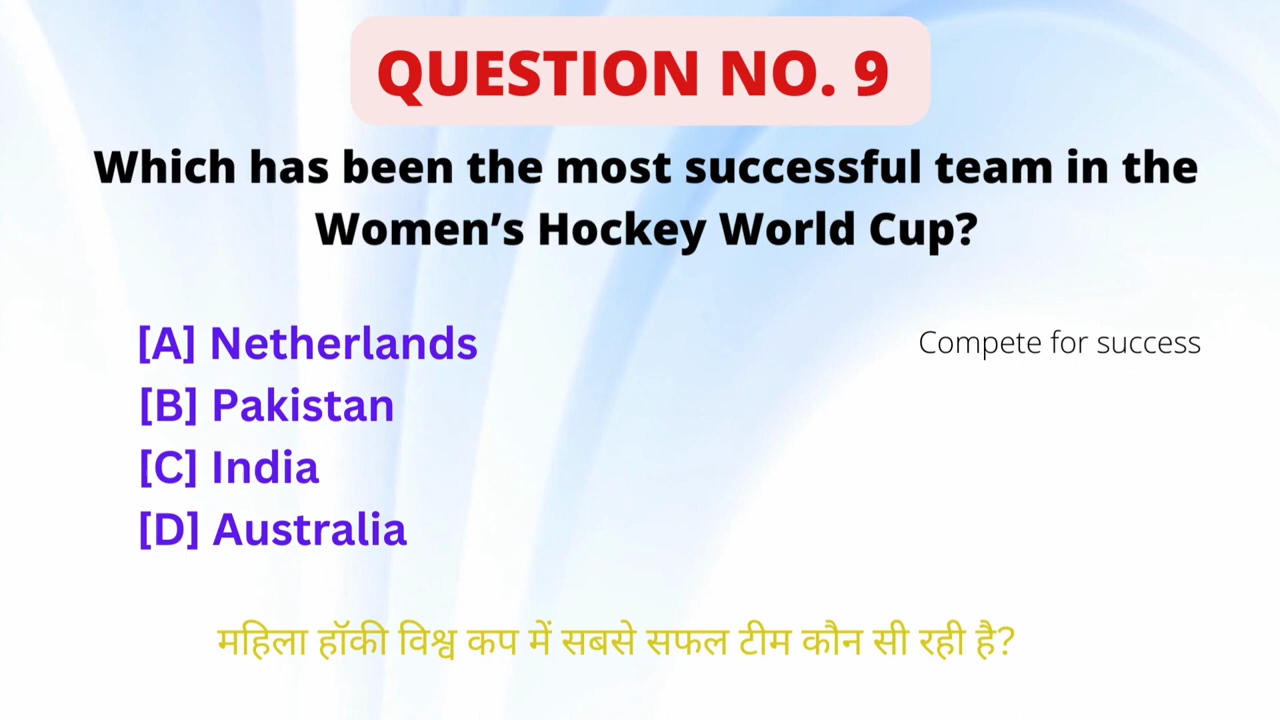 QUESTION NO. 9
Which has been the most successful team in the
Women’s Hockey World Cup?
[A] Netherlands
Compete for success
[B] Pakistan
[C] India
[D] Australia
महिला हॉकी विश्व कप में सबसे सफल टीम कौन सी रही है?